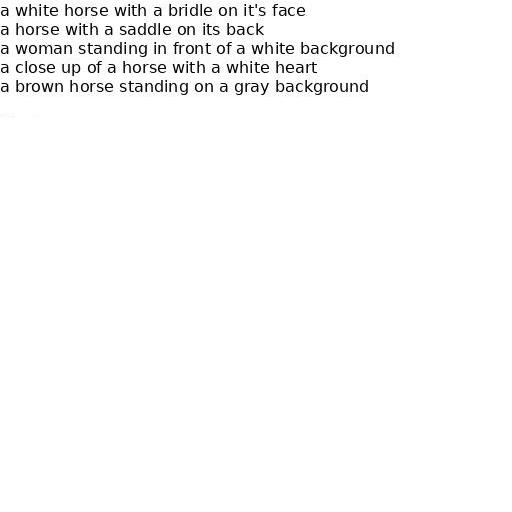 a white horse with a bridle on it's face
a horse with a saddle on its back
a woman standing in front of a white background
a close up of a horse with a white heart
a brown horse standing on a gray background